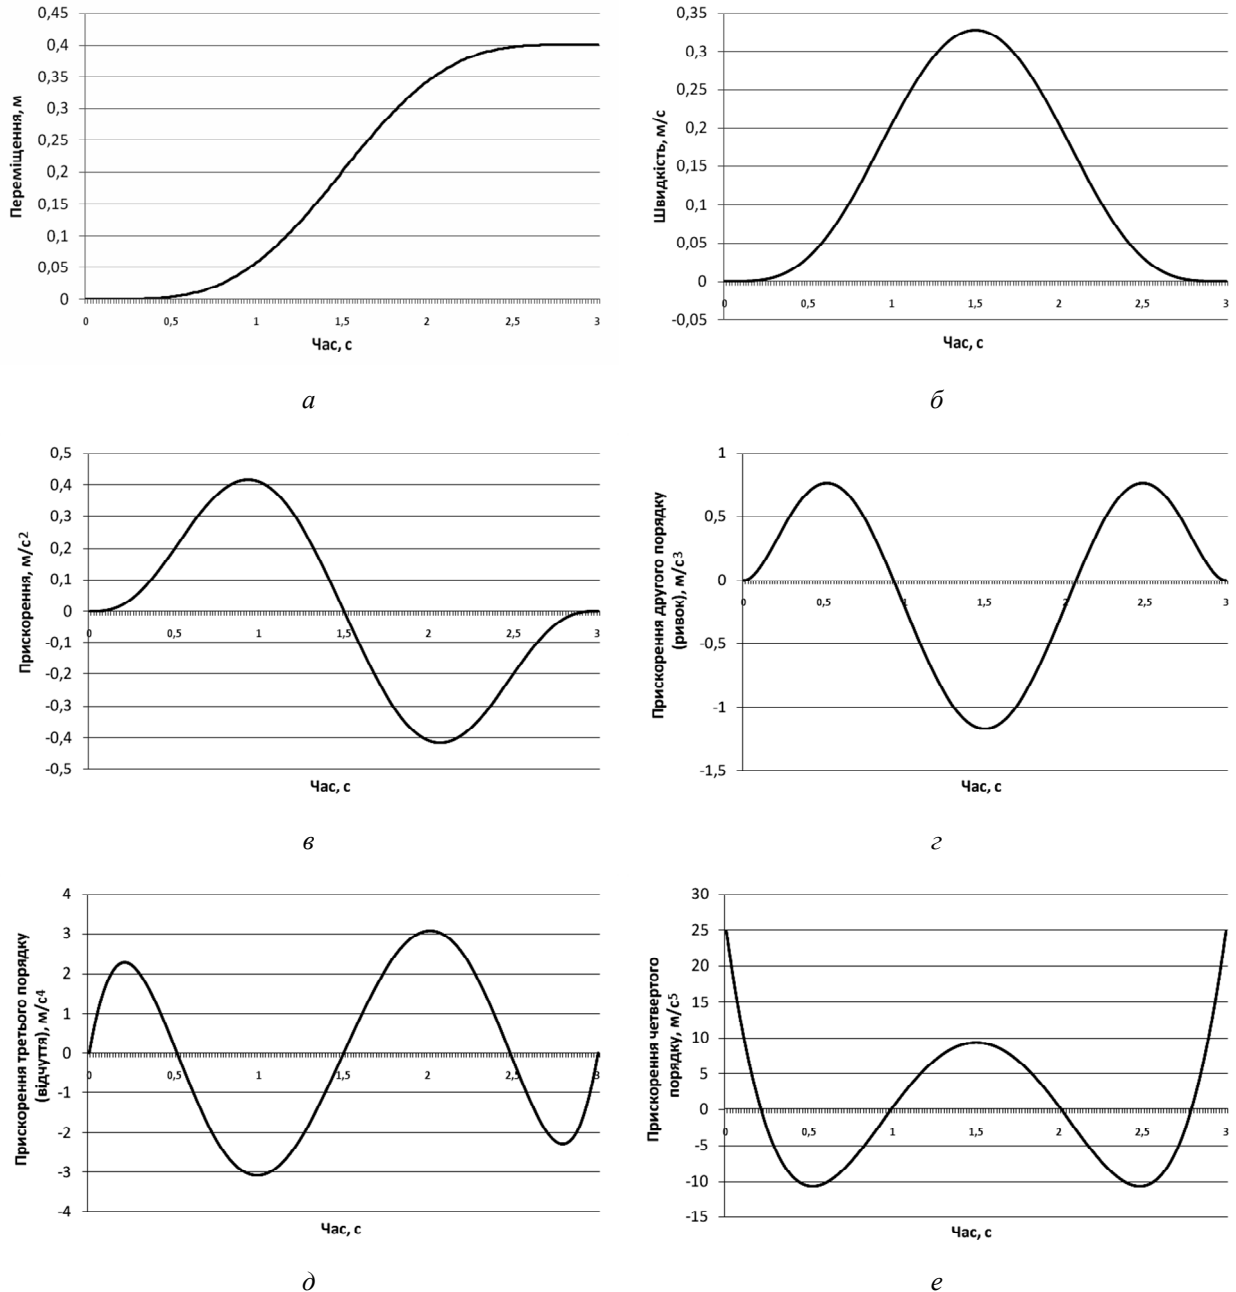 0,45
0,4
0,35
0,3
0,25
0,2
0,15
0,1
0,05
0
Переміщення, м
0 0,5 1 1,5 2 2,5 3
Час, с
а
0,35
0,3
0,25
0,2
0,15
0,1
0,05
0
-0,05
Швидкість, м/с
0 0,5 1 1,5 2 2,5 3
Час, с
б
0,5
0,4
0,3
0,2
0,1
0
-0,1
-0,2
-0,3
-0,4
-0,5
Прискорення, м/с2
0 0,5 1 1,5 2 2,5 3
Час, с
в
1
0,5
0
-0,5
-1
-1,5
Прискорення другого порядку
(ривок), м/с3
0 0,5 1 1,5 2 2,5 3
Час, с
г
4
3
2
1
0
-1
-2
-3
-4
Прискорення третього порядку
(відчуття), м/с4
0 0,5 1 1,5 2 2,5 3
Час, с
д
30
25
20
15
10
5
0
-5
-10
-15
Прискорення четвертого
порядку, м/с5
0 0,5 1 1,5 2 2,5 3
Час, с
е